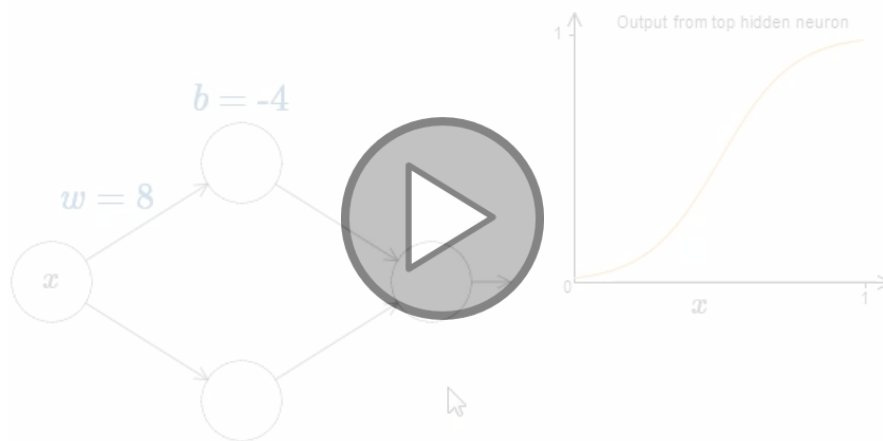 b = -4
w = 8
x
Output from top hidden neuron
1
0
1
x